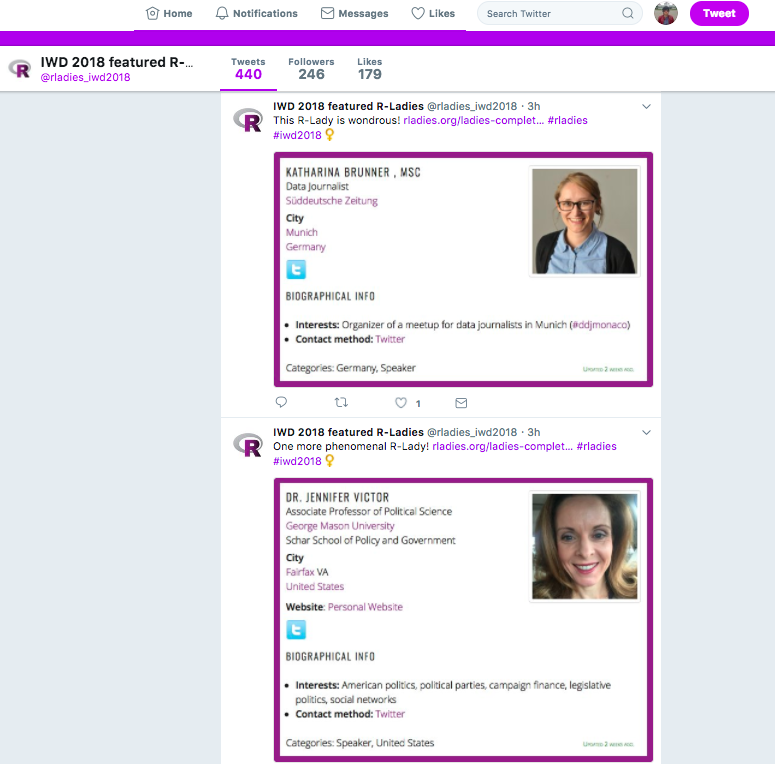 Home Notifications Messages Likes Search Twitter Tweet
IWD 2018 featured R-...
@rladies_iwd2018
Tweets Followers Likes
440 246 179
IWD 2018 featured R-Ladies @rladies_iwd2018 · 3h
This R-Lady is wondrous! rladies.org/ladies-complet... #rladies
#iwd2018
KATHARINA BRUNNER , MSC
Data Journalist
Süddeutsche Zeitung
City
Munich
Germany
BIOGRAPHICAL INFO
• Interests: Organizer of a meetup for data journalists in Munich (#ddjmonaco)
• Contact method: Twitter
Categories: Germany, Speaker
UPDATED 2 WEEKS AGO.
1
IWD 2018 featured R-Ladies @rladies_iwd2018 · 3h
One more phenomenal R-Lady! rladies.org/ladies-complet... #rladies
#iwd2018
DR. JENNIFER VICTOR
Associate Professor of Political Science
George Mason University
Schar School of Policy and Government
City
Fairfax VA
United States
Website: Personal Website
BIOGRAPHICAL INFO
• Interests: American politics, political parties, campaign finance, legislative
politics, social networks
• Contact method: Twitter
Categories: Speaker, United States
UPDATED 2 WEEKS AGO.